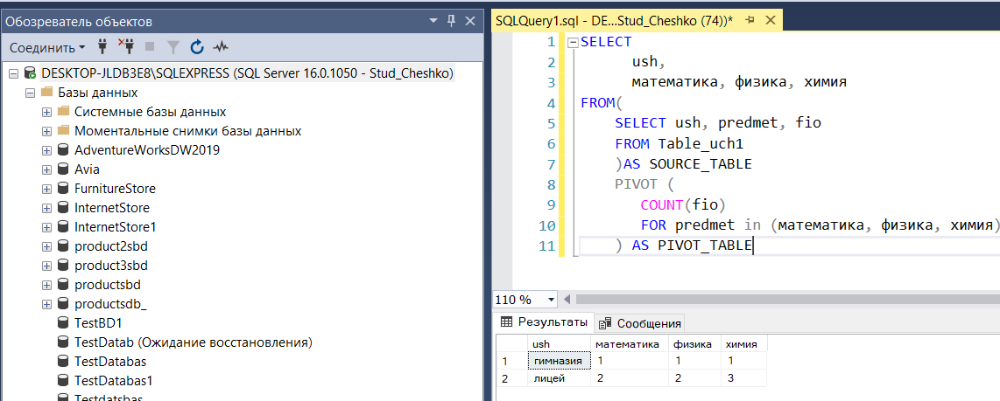 Обозреватель объектов
Соединить
DESKTOP-JLDB3E8\SQLEXPRESS (SQL Server 16.0.1050 - Stud_Cheshko)
Базы данных
Системные базы данных
Моментальные снимки базы данных
AdventureWorksDW2019
Avia
FurnitureStore
InternetStore
InternetStore1
product2sbd
product3sbd
productsbd
productsdb_
TestBD1
TestDatab (Ожидание восстановления)
TestDatabas
TestDatabas1
Testdatsbas
SQLQuery1.sql - DE...Stud_Cheshko (74))*
1 SELECT
2 ush,
3 математика, физика, химия
4 FROM(
5 SELECT ush, predmet, fio
6 FROM Table_uch1
7 )AS SOURCE_TABLE
8 PIVOT (
9 COUNT(fio)
10 FOR predmet in (математика, физика, химия)
11 ) AS PIVOT_TABLE
110 %
Результаты Сообщения
ush математика физика химия
1 гимназия 1 1 1
2 лицей 2 2 3